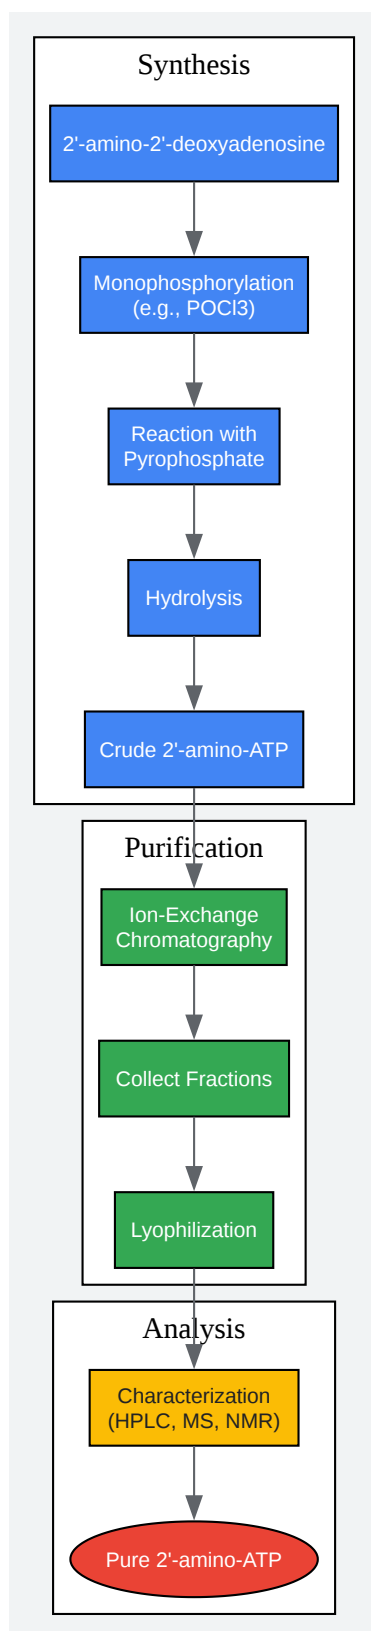 Synthesis
2'-amino-2'-deoxyadenosine
Monophosphorylation
(e.g., POCl3)
Reaction with
Pyrophosphate
Hydrolysis
Crude 2'-amino-ATP
Purification
Ion-Exchange
Chromatography
Collect Fractions
Lyophilization
Analysis
Characterization
(HPLC, MS, NMR)
Pure 2'-amino-ATP